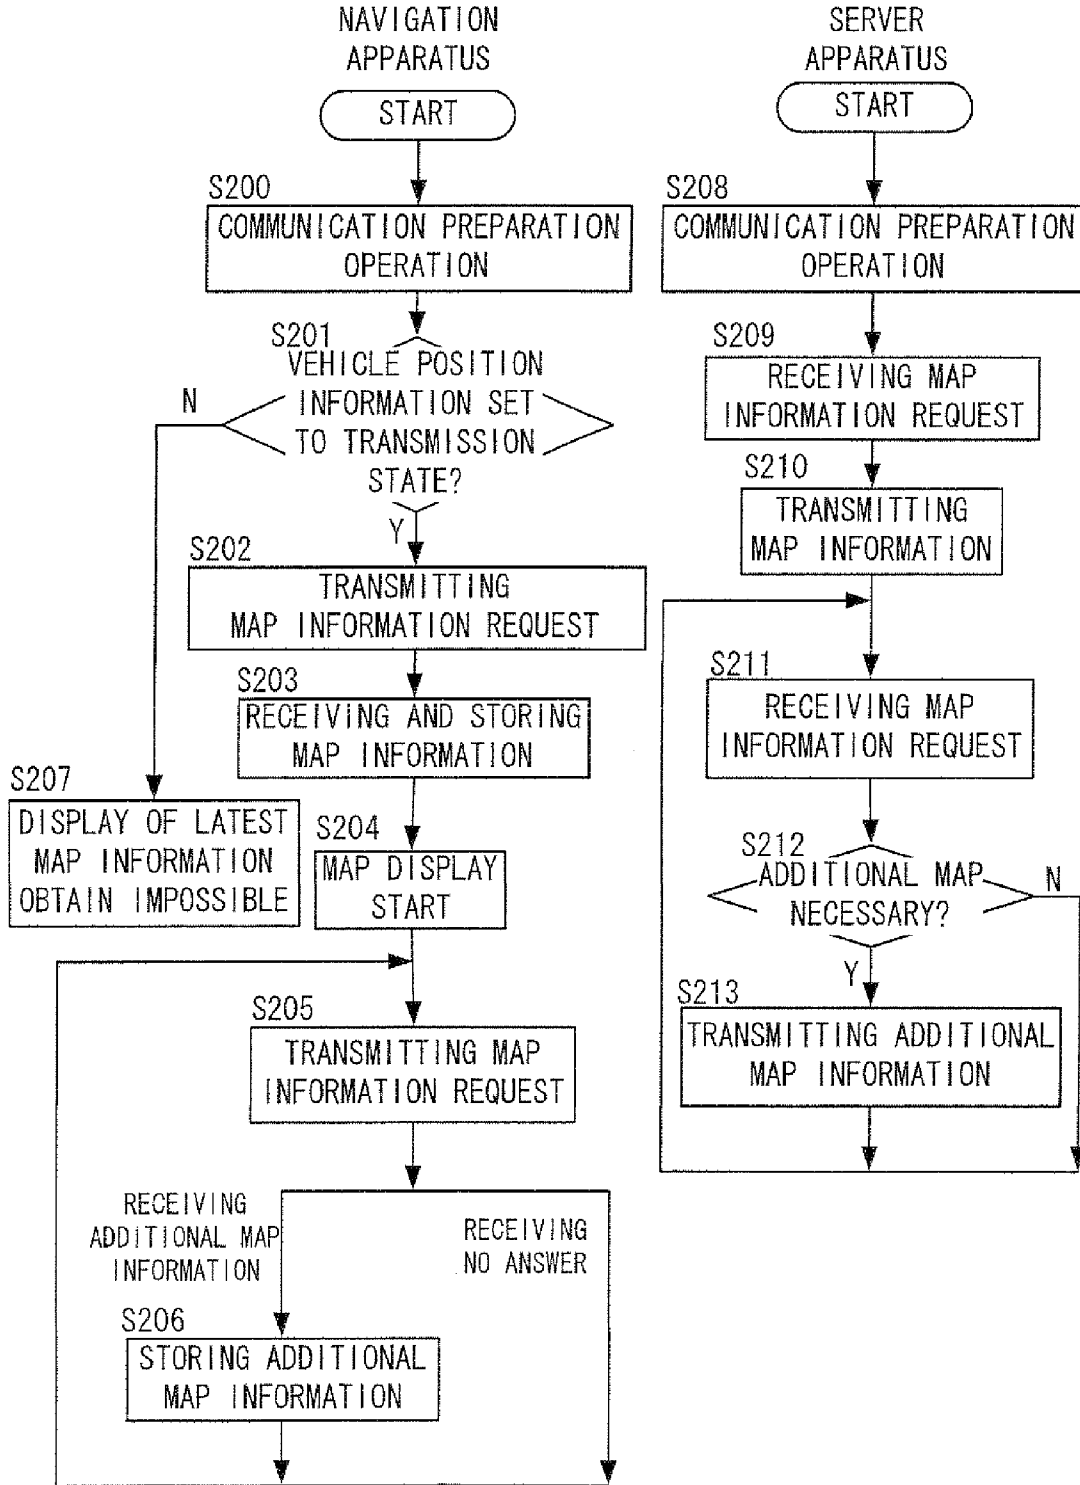 NAVIGATION
APPARATUS
START
S200
COMMUNICATION PREPARATION
OPERATION
S201
VEHICLE POSITION
INFORMATION SET
TO TRANSMISSION
STATE?
N
Y
S202
TRANSMITTING
MAP INFORMATION REQUEST
S203
RECEIVING AND STORING
MAP INFORMATION
S207
DISPLAY OF LATEST
MAP INFORMATION
OBTAIN IMPOSSIBLE
S204
MAP DISPLAY
START
S205
TRANSMITTING MAP
INFORMATION REQUEST
RECEIVING
ADDITIONAL MAP
INFORMATION
RECEIVING
NO ANSWER
S206
STORING ADDITIONAL
MAP INFORMATION
SERVER
APPARATUS
START
S208
COMMUNICATION PREPARATION
OPERATION
S209
RECEIVING MAP
INFORMATION REQUEST
S210
TRANSMITTING
MAP INFORMATION
S211
RECEIVING MAP
INFORMATION REQUEST
S212
ADDITIONAL MAP
NECESSARY?
N
Y
S213
TRANSMITTING ADDITIONAL
MAP INFORMATION